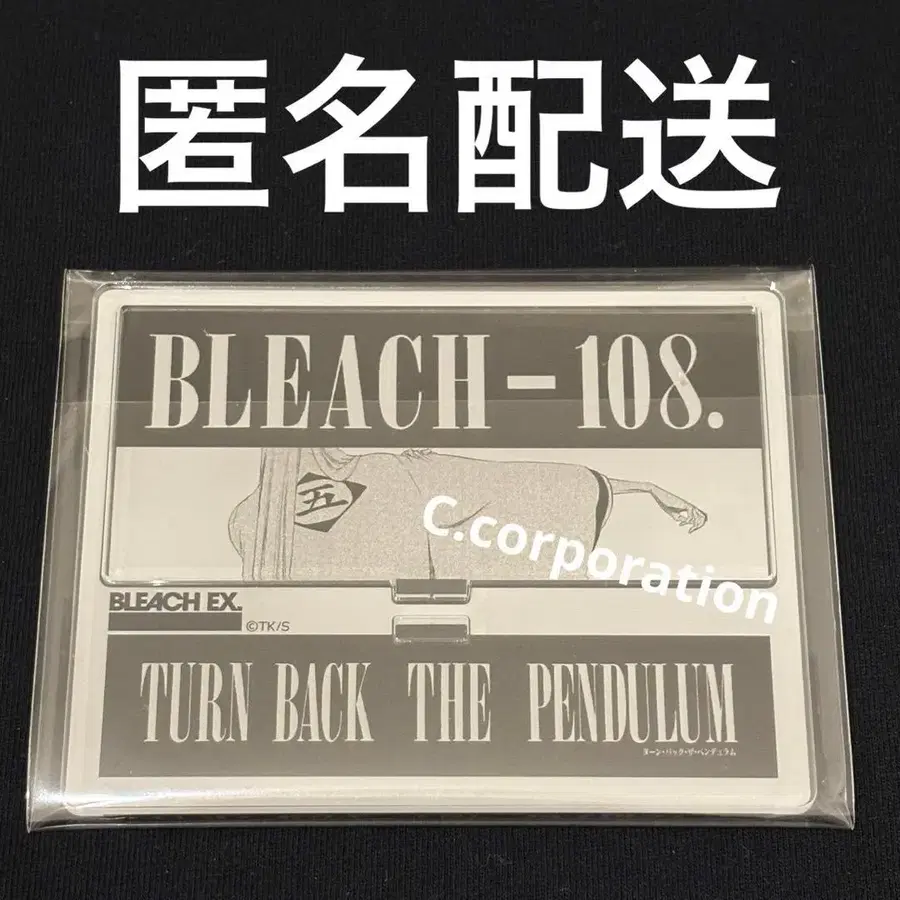 匿名配送
BLEACH-108.
五
C.corporation
BLEACH EX.
©TK/S
TURN BACK THE PENDULUM
ターン・バック・ザ・ペンデュラム